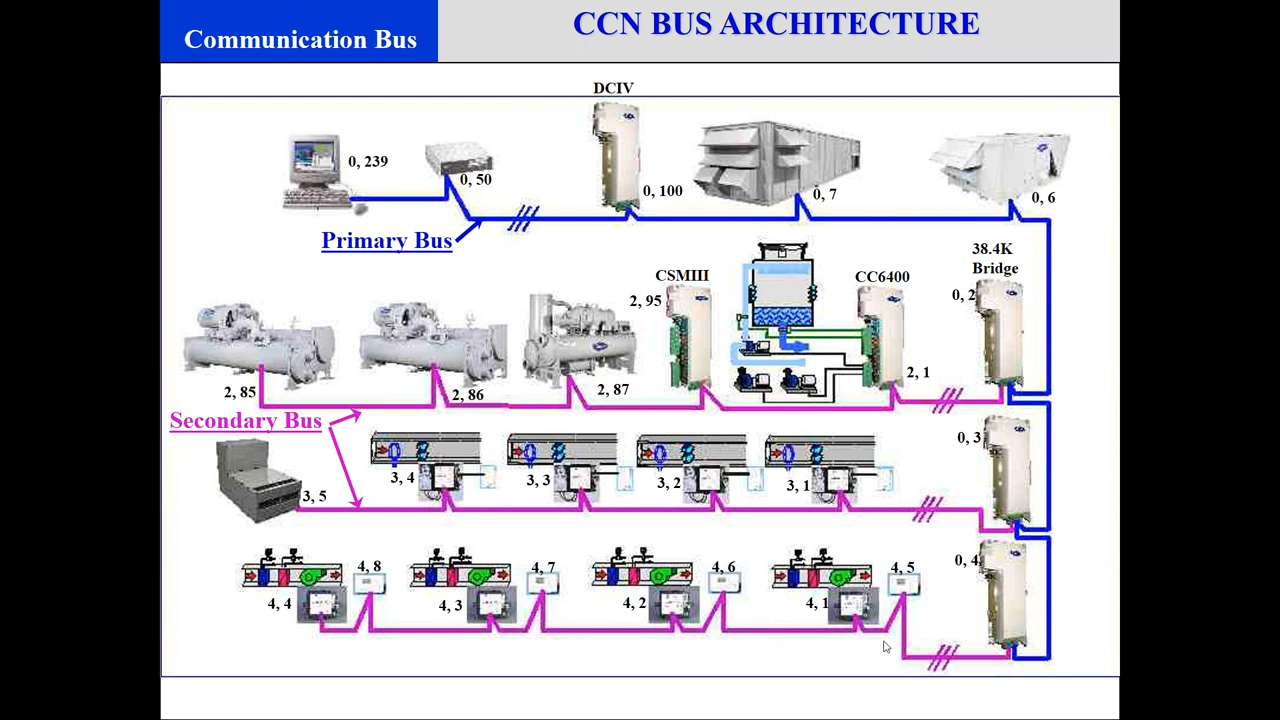 Communication Bus
CCN BUS ARCHITECTURE
DCIV
0, 239
0, 50
0, 100
0, 7
0, 6
Primary Bus
38.4K
Bridge
CSMIII
CC6400
2, 95
0, 2
2, 1
2, 85
2, 86
2, 87
Secondary Bus
0, 3
3, 4
3, 3
3, 2
3, 1
3, 5
0, 4
4, 8
4, 7
4, 6
4, 5
4, 4
4, 3
4, 2
4, 1